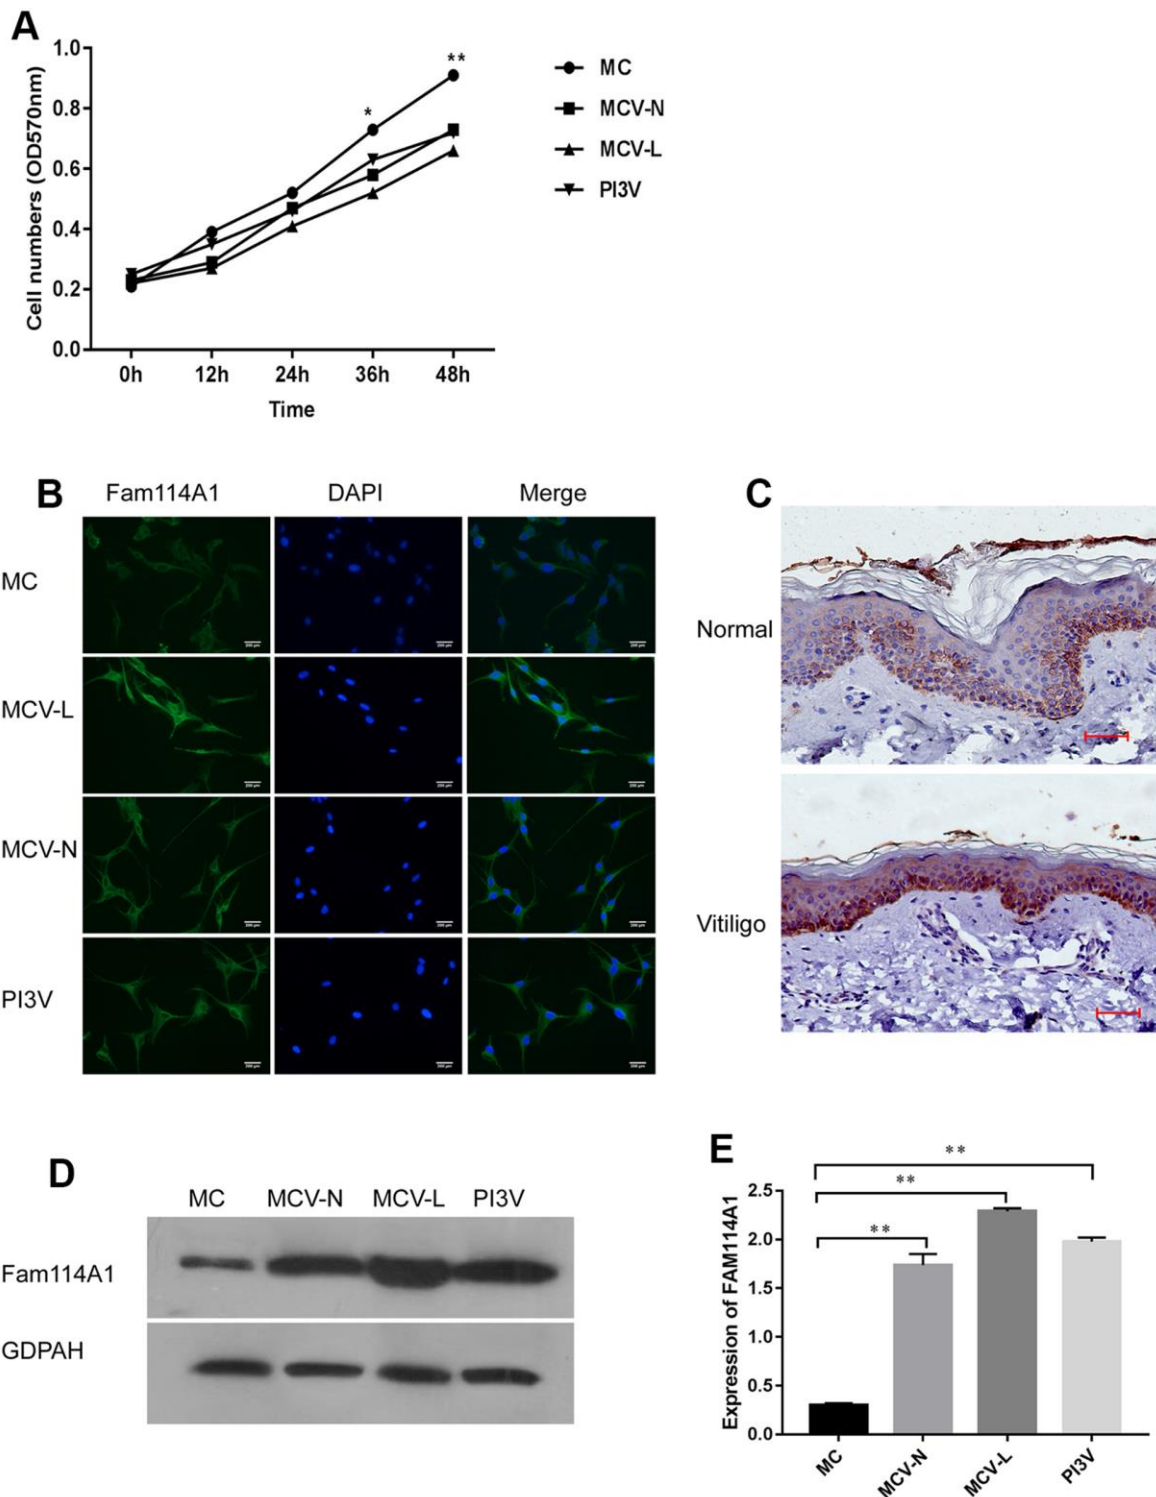 A
Cell numbers (OD570nm)
1.0
0.8
0.6
0.4
0.2
0.0
0h 12h 24h 36h 48h
Time
*
**
MC
MCV-N
MCV-L
PI3V
B
Fam114A1 DAPI Merge
MC
MCV-L
MCV-N
PI3V
C
Normal
Vitiligo
D
MC MCV-N MCV-L PI3V
Fam114A1
GDPAH
E
Expression of FAM114A1
2.5
2.0
1.5
1.0
0.5
0.0
**
**
**
MC MCV-N MCV-L PI3V